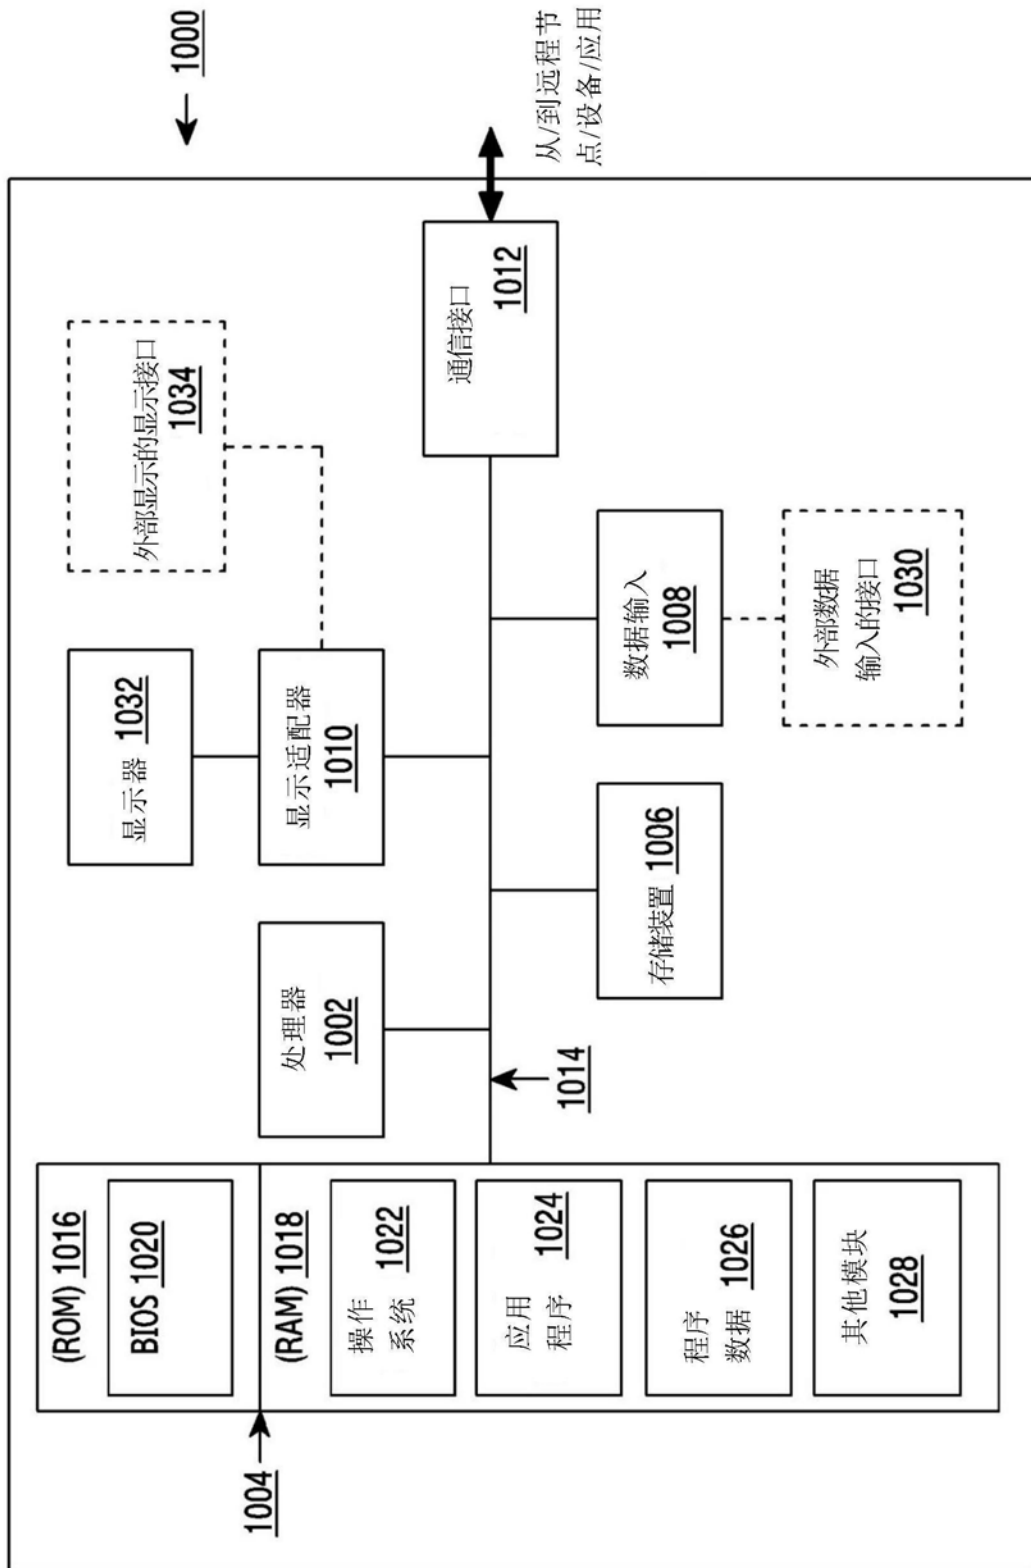 1000
从/到远程节
点/设备/应用
外部显示的显示接口
1034
通信接口
1012
显示器 1032
显示适配器
1010
数据输入
1008
外部数据
输入的接口
1030
处理器
1002
存储装置 1006
1014
(ROM) 1016
BIOS 1020
(RAM) 1018
操作
系统 1022
应用
程序 1024
程序
数据 1026
其他模块
1028
1004